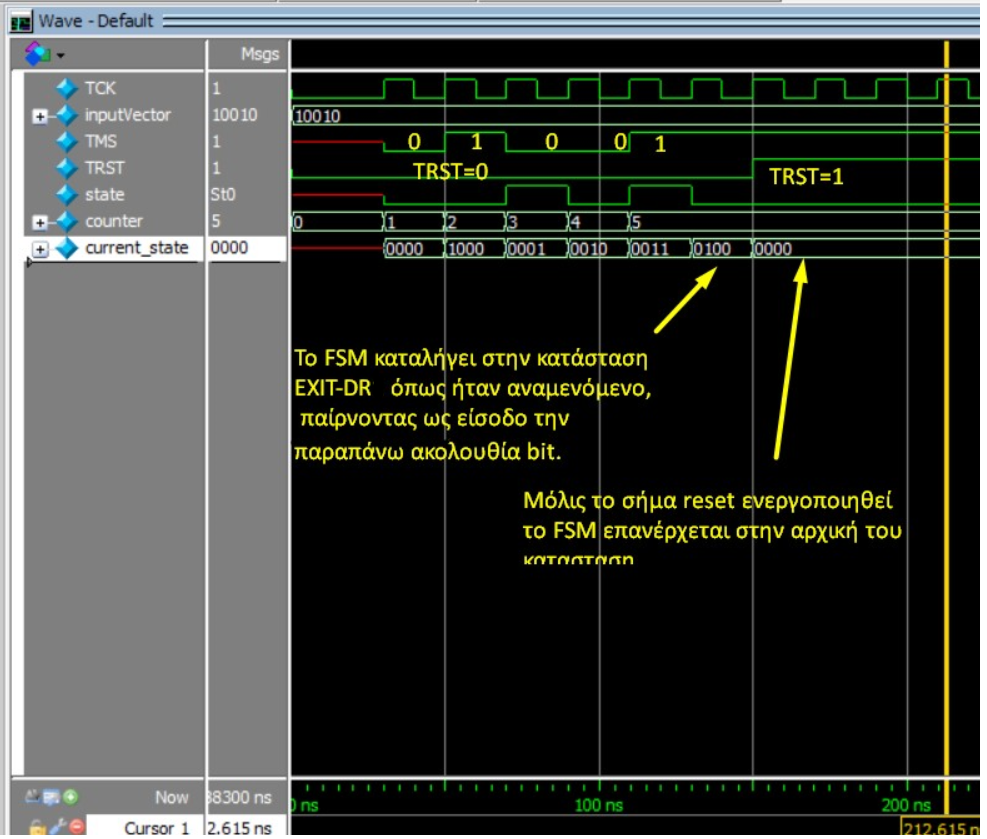 Wave - Default
Msgs
TCK 1
inputVector 10010 10010
TMS 1 0 1 0 0 1
TRST 1 TRST=0 TRST=1
state St0
counter 5 0 1 2 3 4 5
current_state 0000 0000 1000 0001 0010 0011 0100 0000
Το FSM καταλήγει στην κατάσταση
EXIT-DR όπως ήταν αναμενόμενο,
παίρνοντας ως είσοδο την
παραπάνω ακολουθία bit.
Μόλις το σήμα reset ενεργοποιηθεί
το FSM επανέρχεται στην αρχική του
κατασταση
Now 38300 ns 0 ns 100 ns 200 ns
Cursor 1 2.615 ns 212.615 n